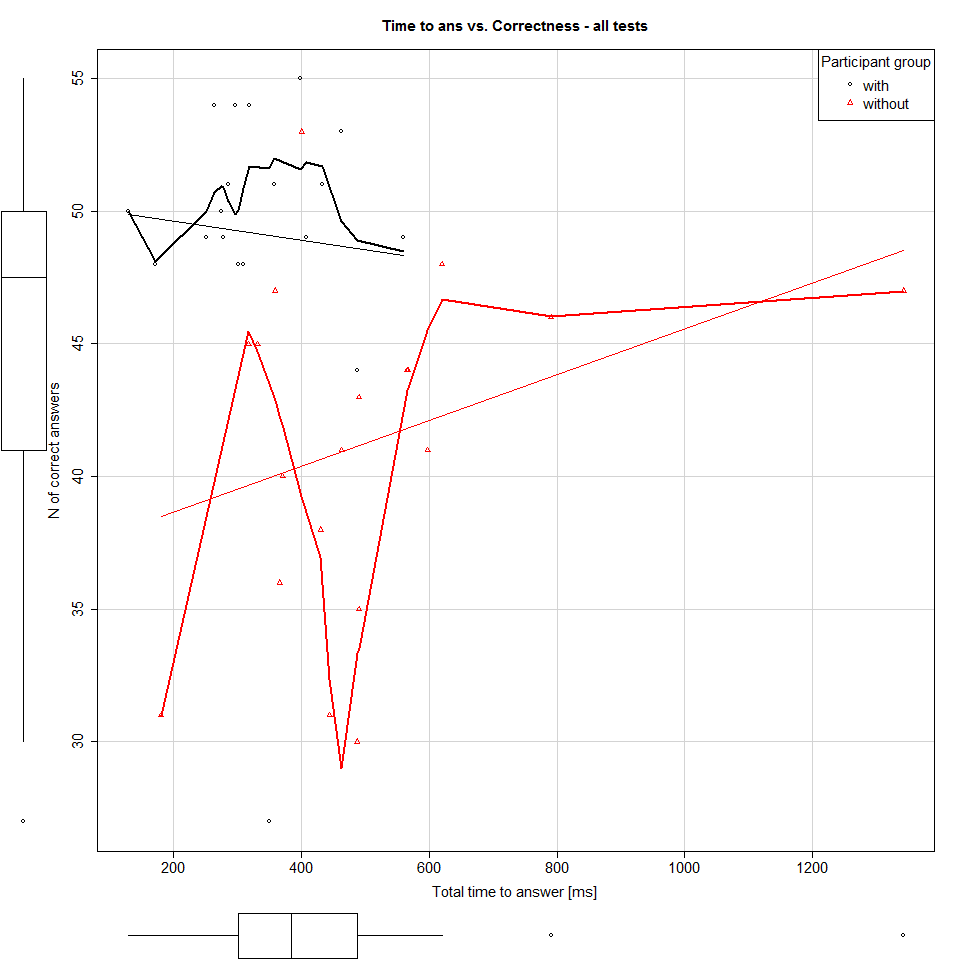 Time to ans vs. Correctness - all tests
Participant group
with
without
55
50
45
40
35
30
N of correct answers
200 400 600 800 1000 1200
Total time to answer [ms]